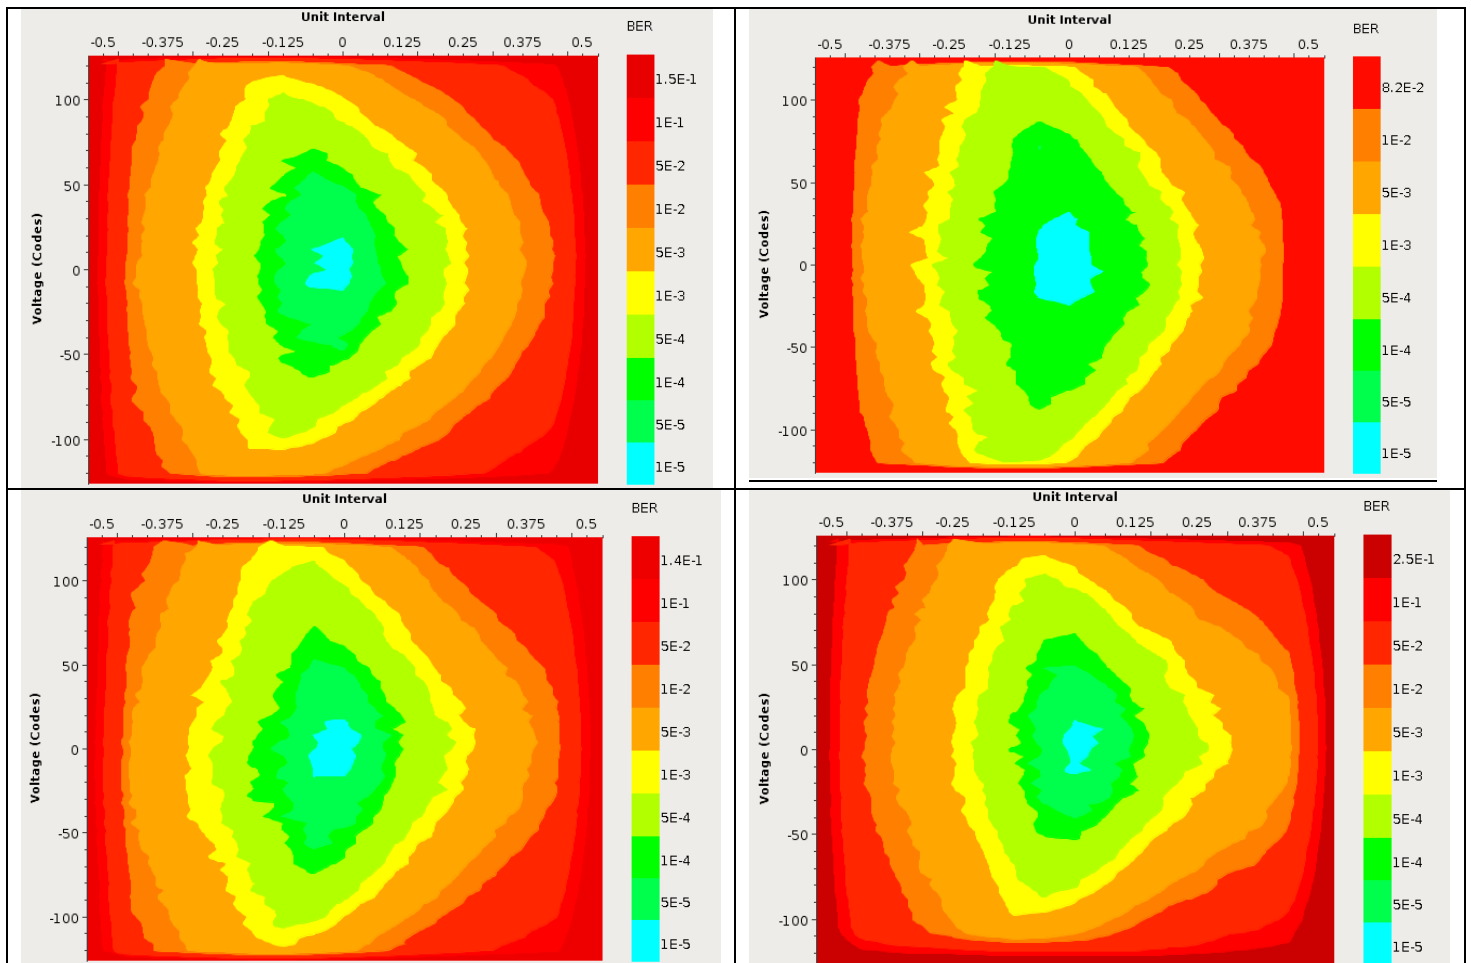 Unit Interval
BER
-0.5 -0.375 -0.25 -0.125 0 0.125 0.25 0.375 0.5
Voltage (Codes)
100
50
0
-50
-100
1.5E-1
1E-1
5E-2
1E-2
5E-3
1E-3
5E-4
1E-4
5E-5
1E-5
Unit Interval
BER
-0.5 -0.375 -0.25 -0.125 0 0.125 0.25 0.375 0.5
Voltage (Codes)
100
50
0
-50
-100
8.2E-2
1E-2
5E-3
1E-3
5E-4
1E-4
5E-5
1E-5
Unit Interval
BER
-0.5 -0.375 -0.25 -0.125 0 0.125 0.25 0.375 0.5
Voltage (Codes)
100
50
0
-50
-100
1.4E-1
1E-1
5E-2
1E-2
5E-3
1E-3
5E-4
1E-4
5E-5
1E-5
Unit Interval
BER
-0.5 -0.375 -0.25 -0.125 0 0.125 0.25 0.375 0.5
Voltage (Codes)
100
50
0
-50
-100
2.5E-1
1E-1
5E-2
1E-2
5E-3
1E-3
5E-4
1E-4
5E-5
1E-5